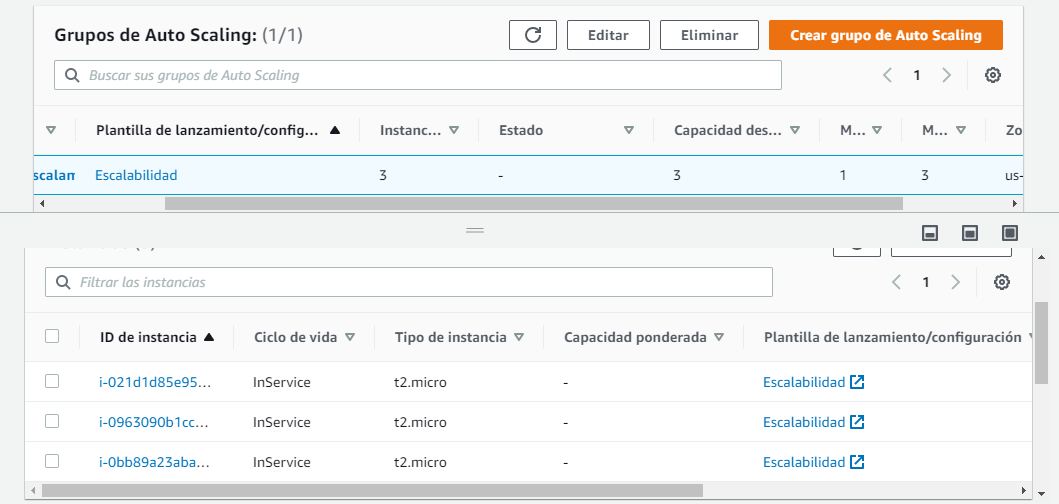 Grupos de Auto Scaling: (1/1)
Editar
Eliminar
Crear grupo de Auto Scaling
Buscar sus grupos de Auto Scaling
1
Plantilla de lanzamiento/config... Instanc... Estado Capacidad des... M... M... Zo
scalam Escalabilidad 3 - 3 1 3 us-
Filtrar las instancias
1
ID de instancia Ciclo de vida Tipo de instancia Capacidad ponderada Plantilla de lanzamiento/configuración
i-021d1d85e95... InService t2.micro - Escalabilidad
i-0963090b1cc... InService t2.micro - Escalabilidad
i-0bb89a23aba... InService t2.micro - Escalabilidad